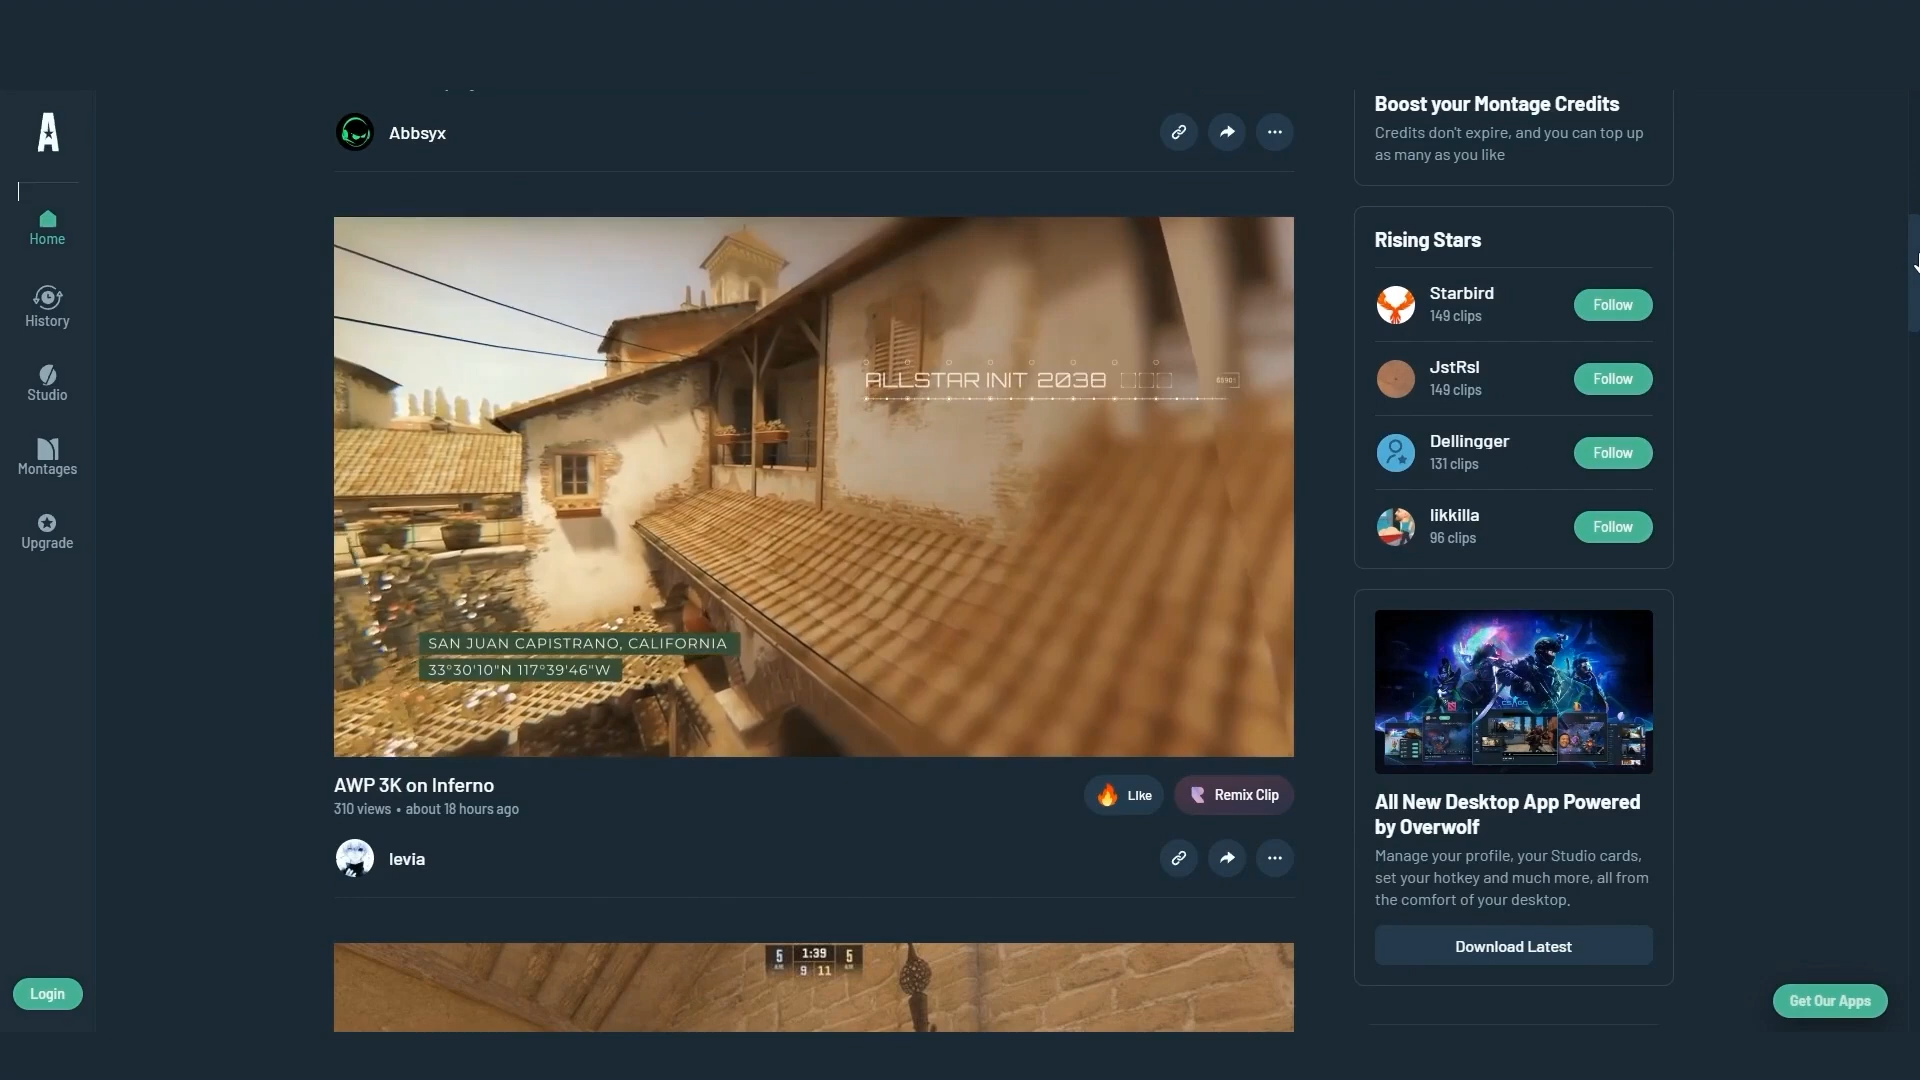 Abbsyx
Home
History
Studio
Montages
Upgrade
Login
ALLSTAR INIT 2038
SAN JUAN CAPISTRANO, CALIFORNIA
33°30'10"N 117°39'46"W
AWP 3K on Inferno
310 views • about 18 hours ago
Like
Remix Clip
levia
5 1:39 5
9 11
Boost your Montage Credits
Credits don't expire, and you can top up
as many as you like
Rising Stars
Starbird
149 clips
Follow
JstRsl
149 clips
Follow
Dellingger
131 clips
Follow
likkilla
96 clips
Follow
All New Desktop App Powered
by Overwolf
Manage your profile, your Studio cards,
set your hotkey and much more, all from
the comfort of your desktop.
Download Latest
Get Our Apps